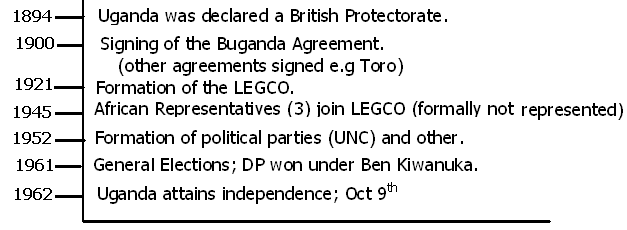 1894 Uganda was declared a British Protectorate.
1900 Signing of the Buganda Agreement.
(other agreements signed e.g Toro)
1921 Formation of the LEGCO.
1945 African Representatives (3) join LEGCO (formally not represented)
1952 Formation of political parties (UNC) and other.
1961 General Elections; DP won under Ben Kiwanuka.
1962 Uganda attains independence; Oct 9th